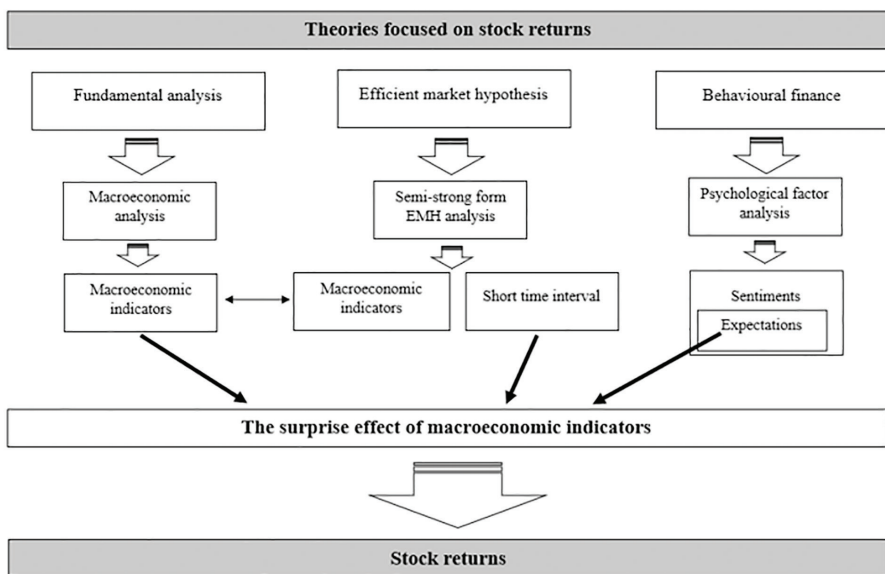 Theories focused on stock returns
Fundamental analysis
Efficient market hypothesis
Behavioural finance
Macroeconomic
analysis
Semi-strong form
EMH analysis
Psychological factor
analysis
Macroeconomic
indicators
Macroeconomic
indicators
Short time interval
Sentiments
Expectations
The surprise effect of macroeconomic indicators
Stock returns